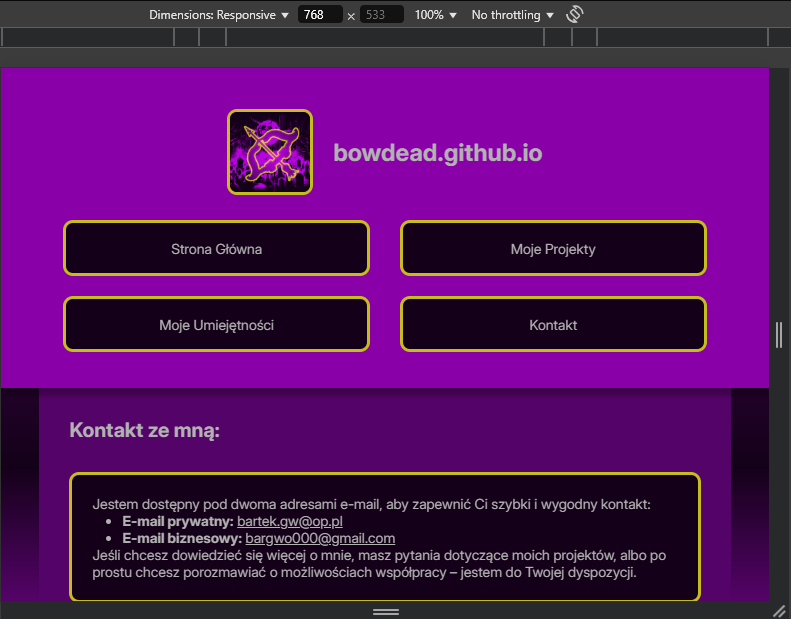 Dimensions: Responsive ▼ 768 × 533 100% ▼ No throttling ▼
bowdead.github.io
Strona Główna
Moje Projekty
Moje Umiejętności
Kontakt
Kontakt ze mną:
Jestem dostępny pod dwoma adresami e-mail, aby zapewnić Ci szybki i wygodny kontakt:
• E-mail prywatny: bartek.gw@op.pl
• E-mail biznesowy: bargwo000@gmail.com
Jeśli chcesz dowiedzieć się więcej o mnie, masz pytania dotyczące moich projektów, albo po
prostu chcesz porozmawiać o możliwościach współpracy – jestem do Twojej dyspozycji.